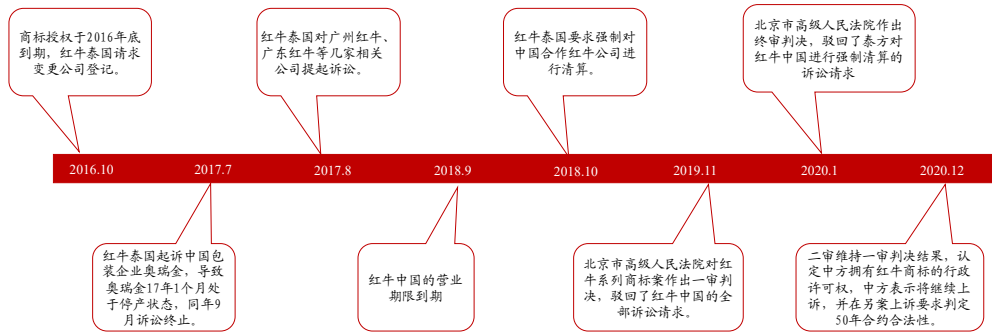 商标授权于2016年底
到期，红牛泰国请求
变更公司登记。
红牛泰国对广州红牛、
广东红牛等几家相关
公司提起诉讼。
红牛泰国要求强制对
中国合作红牛公司进
行清算。
北京市高级人民法院作出
终审判决，驳回了泰方对
红牛中国进行强制清算的
诉讼请求
2016.10
2017.7
2017.8
2018.9
2018.10
2019.11
2020.1
2020.12
红牛泰国起诉中国包
装企业奥瑞金，导致
奥瑞金17年1个月处
于停产状态，同年9
月诉讼终止。
红牛中国的营业
期限到期
北京市高级人民法院对红
牛系列商标案作出一审判
决，驳回了红牛中国的全
部诉讼请求。
二审维持一审判决结果，认
定中方拥有红牛商标的行政
许可权，中方表示将继续上
诉，并在另案上诉要求判定
50年合约合法性。